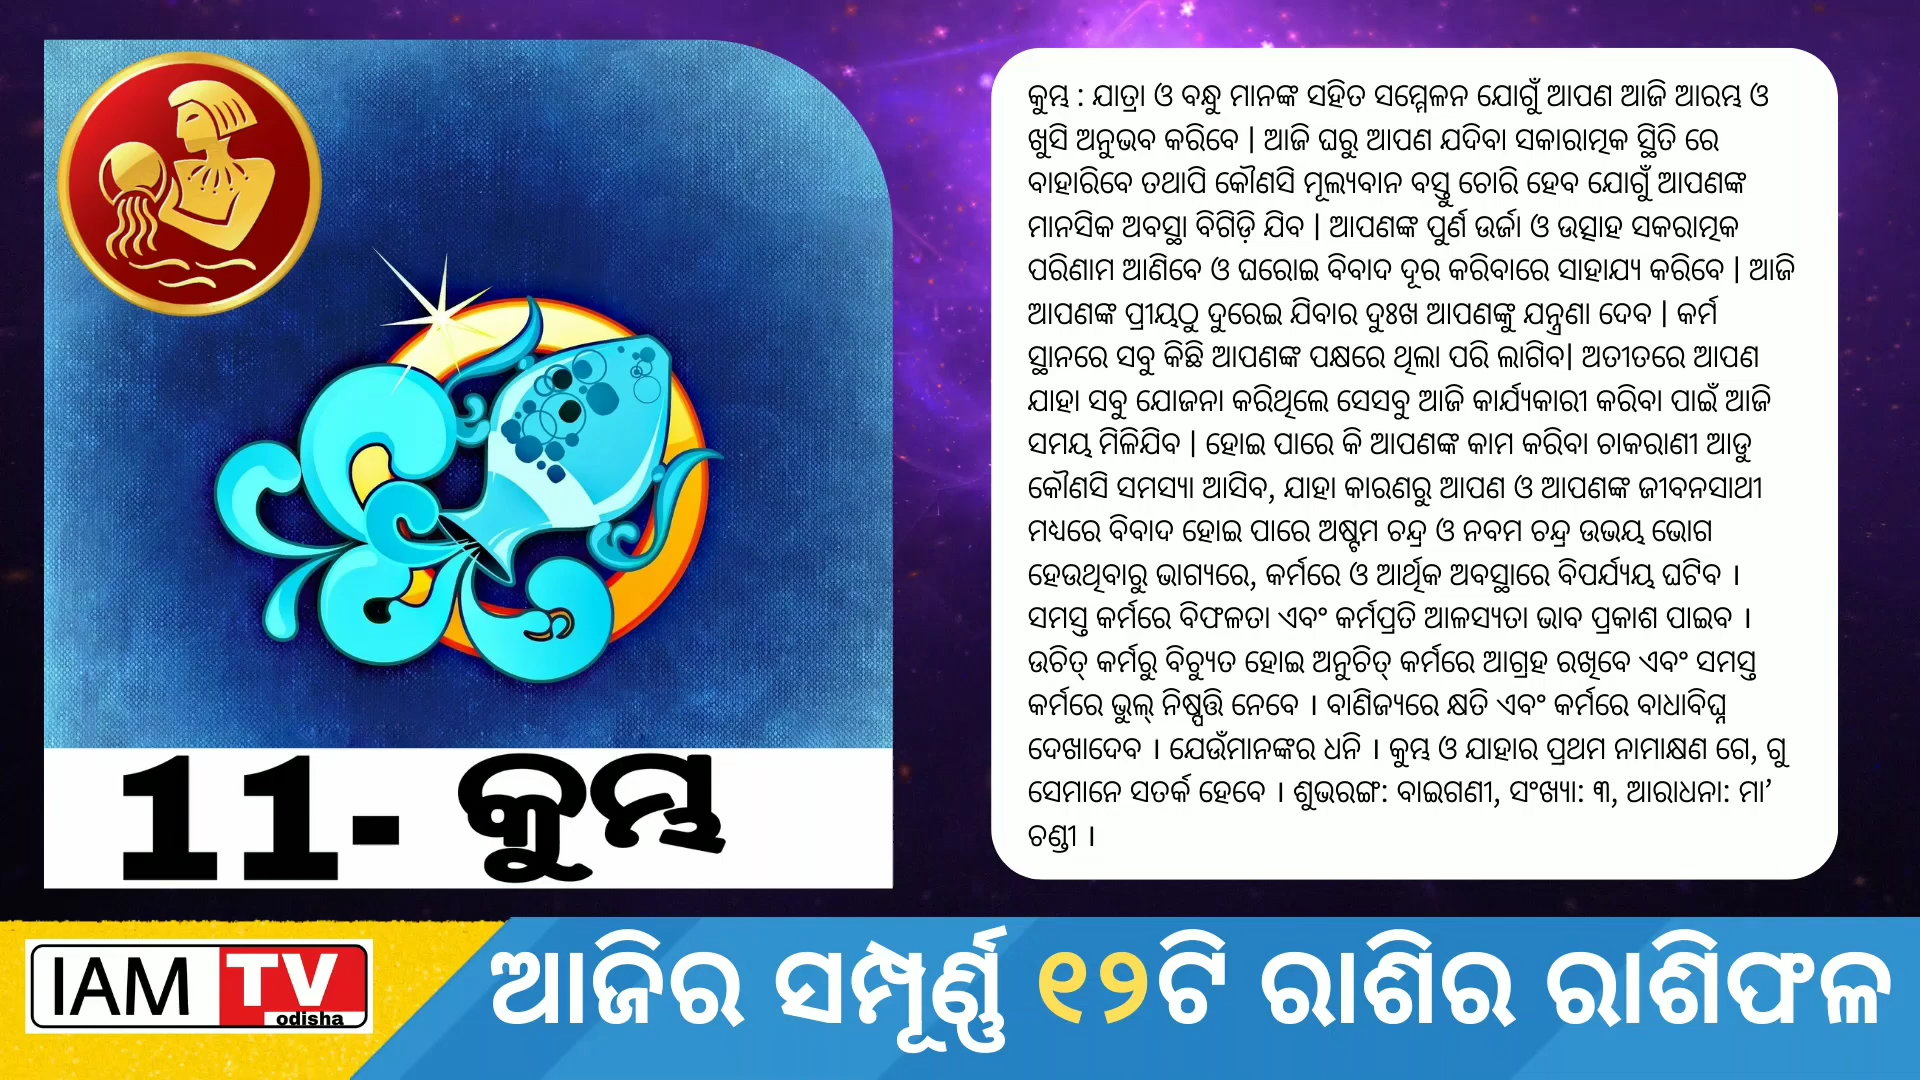 କୁମ୍ଭ : ଯାତ୍ରା ଓ ବନ୍ଧୁ ମାନଙ୍କ ସହିତ ସମ୍ମେଳନ ଯୋଗୁଁ ଆପଣ ଆଜି ଆରମ୍ଭ ଓ
ଖୁସି ଅନୁଭବ କରିବେ | ଆଜି ଘରୁ ଆପଣ ଯଦିବା ସକାରାତ୍ମକ ସ୍ଥିତି ରେ
ବାହାରିବେ ତଥାପି କୌଣସି ମୂଲ୍ୟବାନ ବସ୍ତୁ ଚୋରି ହେବ ଯୋଗୁଁ ଆପଣଙ୍କ
ମାନସିକ ଅବସ୍ଥା ବିଗିଡ଼ି ଯିବ | ଆପଣଙ୍କ ପୁର୍ଣ ଉର୍ଜା ଓ ଉତ୍ସାହ ସକରାତ୍ମକ
ପରିଣାମ ଆଣିବେ ଓ ଘରୋଇ ବିବାଦ ଦୂର କରିବାରେ ସାହାଯ୍ୟ କରିବେ | ଆଜି
ଆପଣଙ୍କ ପ୍ରୀୟଠୁ ଦୁରେଇ ଯିବାର ଦୁଃଖ ଆପଣଙ୍କୁ ଯନ୍ତ୍ରଣା ଦେବ | କର୍ମ
ସ୍ଥାନରେ ସବୁ କିଛି ଆପଣଙ୍କ ପକ୍ଷରେ ଥିଲା ପରି ଲାଗିବ| ଅତୀତରେ ଆପଣ
ଯାହା ସବୁ ଯୋଜନା କରିଥିଲେ ସେସବୁ ଆଜି କାର୍ଯ୍ୟକାରୀ କରିବା ପାଇଁ ଆଜି
ସମୟ ମିଳିଯିବ | ହୋଇ ପାରେ କି ଆପଣଙ୍କ କାମ କରିବା ଚାକରାଣୀ ଆଡୁ
କୌଣସି ସମସ୍ୟା ଆସିବ, ଯାହା କାରଣରୁ ଆପଣ ଓ ଆପଣଙ୍କ ଜୀବନସାଥୀ
ମଧ୍ୟରେ ବିବାଦ ହୋଇ ପାରେ ଅଷ୍ଟମ ଚନ୍ଦ୍ର ଓ ନବମ ଚନ୍ଦ୍ର ଉଭୟ ଭୋଗ
ହେଉଥିବାରୁ ଭାଗ୍ୟରେ, କର୍ମରେ ଓ ଆର୍ଥିକ ଅବସ୍ଥାରେ ବିପର୍ଯ୍ୟୟ ଘଟିବ ।
ସମସ୍ତ କର୍ମରେ ବିଫଳତା ଏବଂ କର୍ମପ୍ରତି ଆଳସ୍ୟତା ଭାବ ପ୍ରକାଶ ପାଇବ ।
ଉଚିତ୍ କର୍ମରୁ ବିଚ୍ୟୁତ ହୋଇ ଅନୁଚିତ୍ କର୍ମରେ ଆଗ୍ରହ ରଖିବେ ଏବଂ ସମସ୍ତ
କର୍ମରେ ଭୁଲ୍ ନିଷ୍ପତ୍ତି ନେବେ । ବାଣିଜ୍ୟରେ କ୍ଷତି ଏବଂ କର୍ମରେ ବାଧାବିଘ୍ନ
ଦେଖାଦେବ । ଯେଉଁମାନଙ୍କର ଧନି । କୁମ୍ଭ ଓ ଯାହାର ପ୍ରଥମ ନାମାକ୍ଷଣ ଗେ, ଗୁ
ସେମାନେ ସତର୍କ ହେବେ । ଶୁଭରଙ୍ଗ: ବାଇଗଣୀ, ସଂଖ୍ୟା: ୩, ଆରାଧନା: ମା’
ଚଣ୍ଡୀ ।
11- କୁମ୍ଭ
IAM TV odisha
ଆଜିର ସମ୍ପୂର୍ଣ୍ଣ ୧୨ଟି ରାଶିର ରାଶିଫଳ